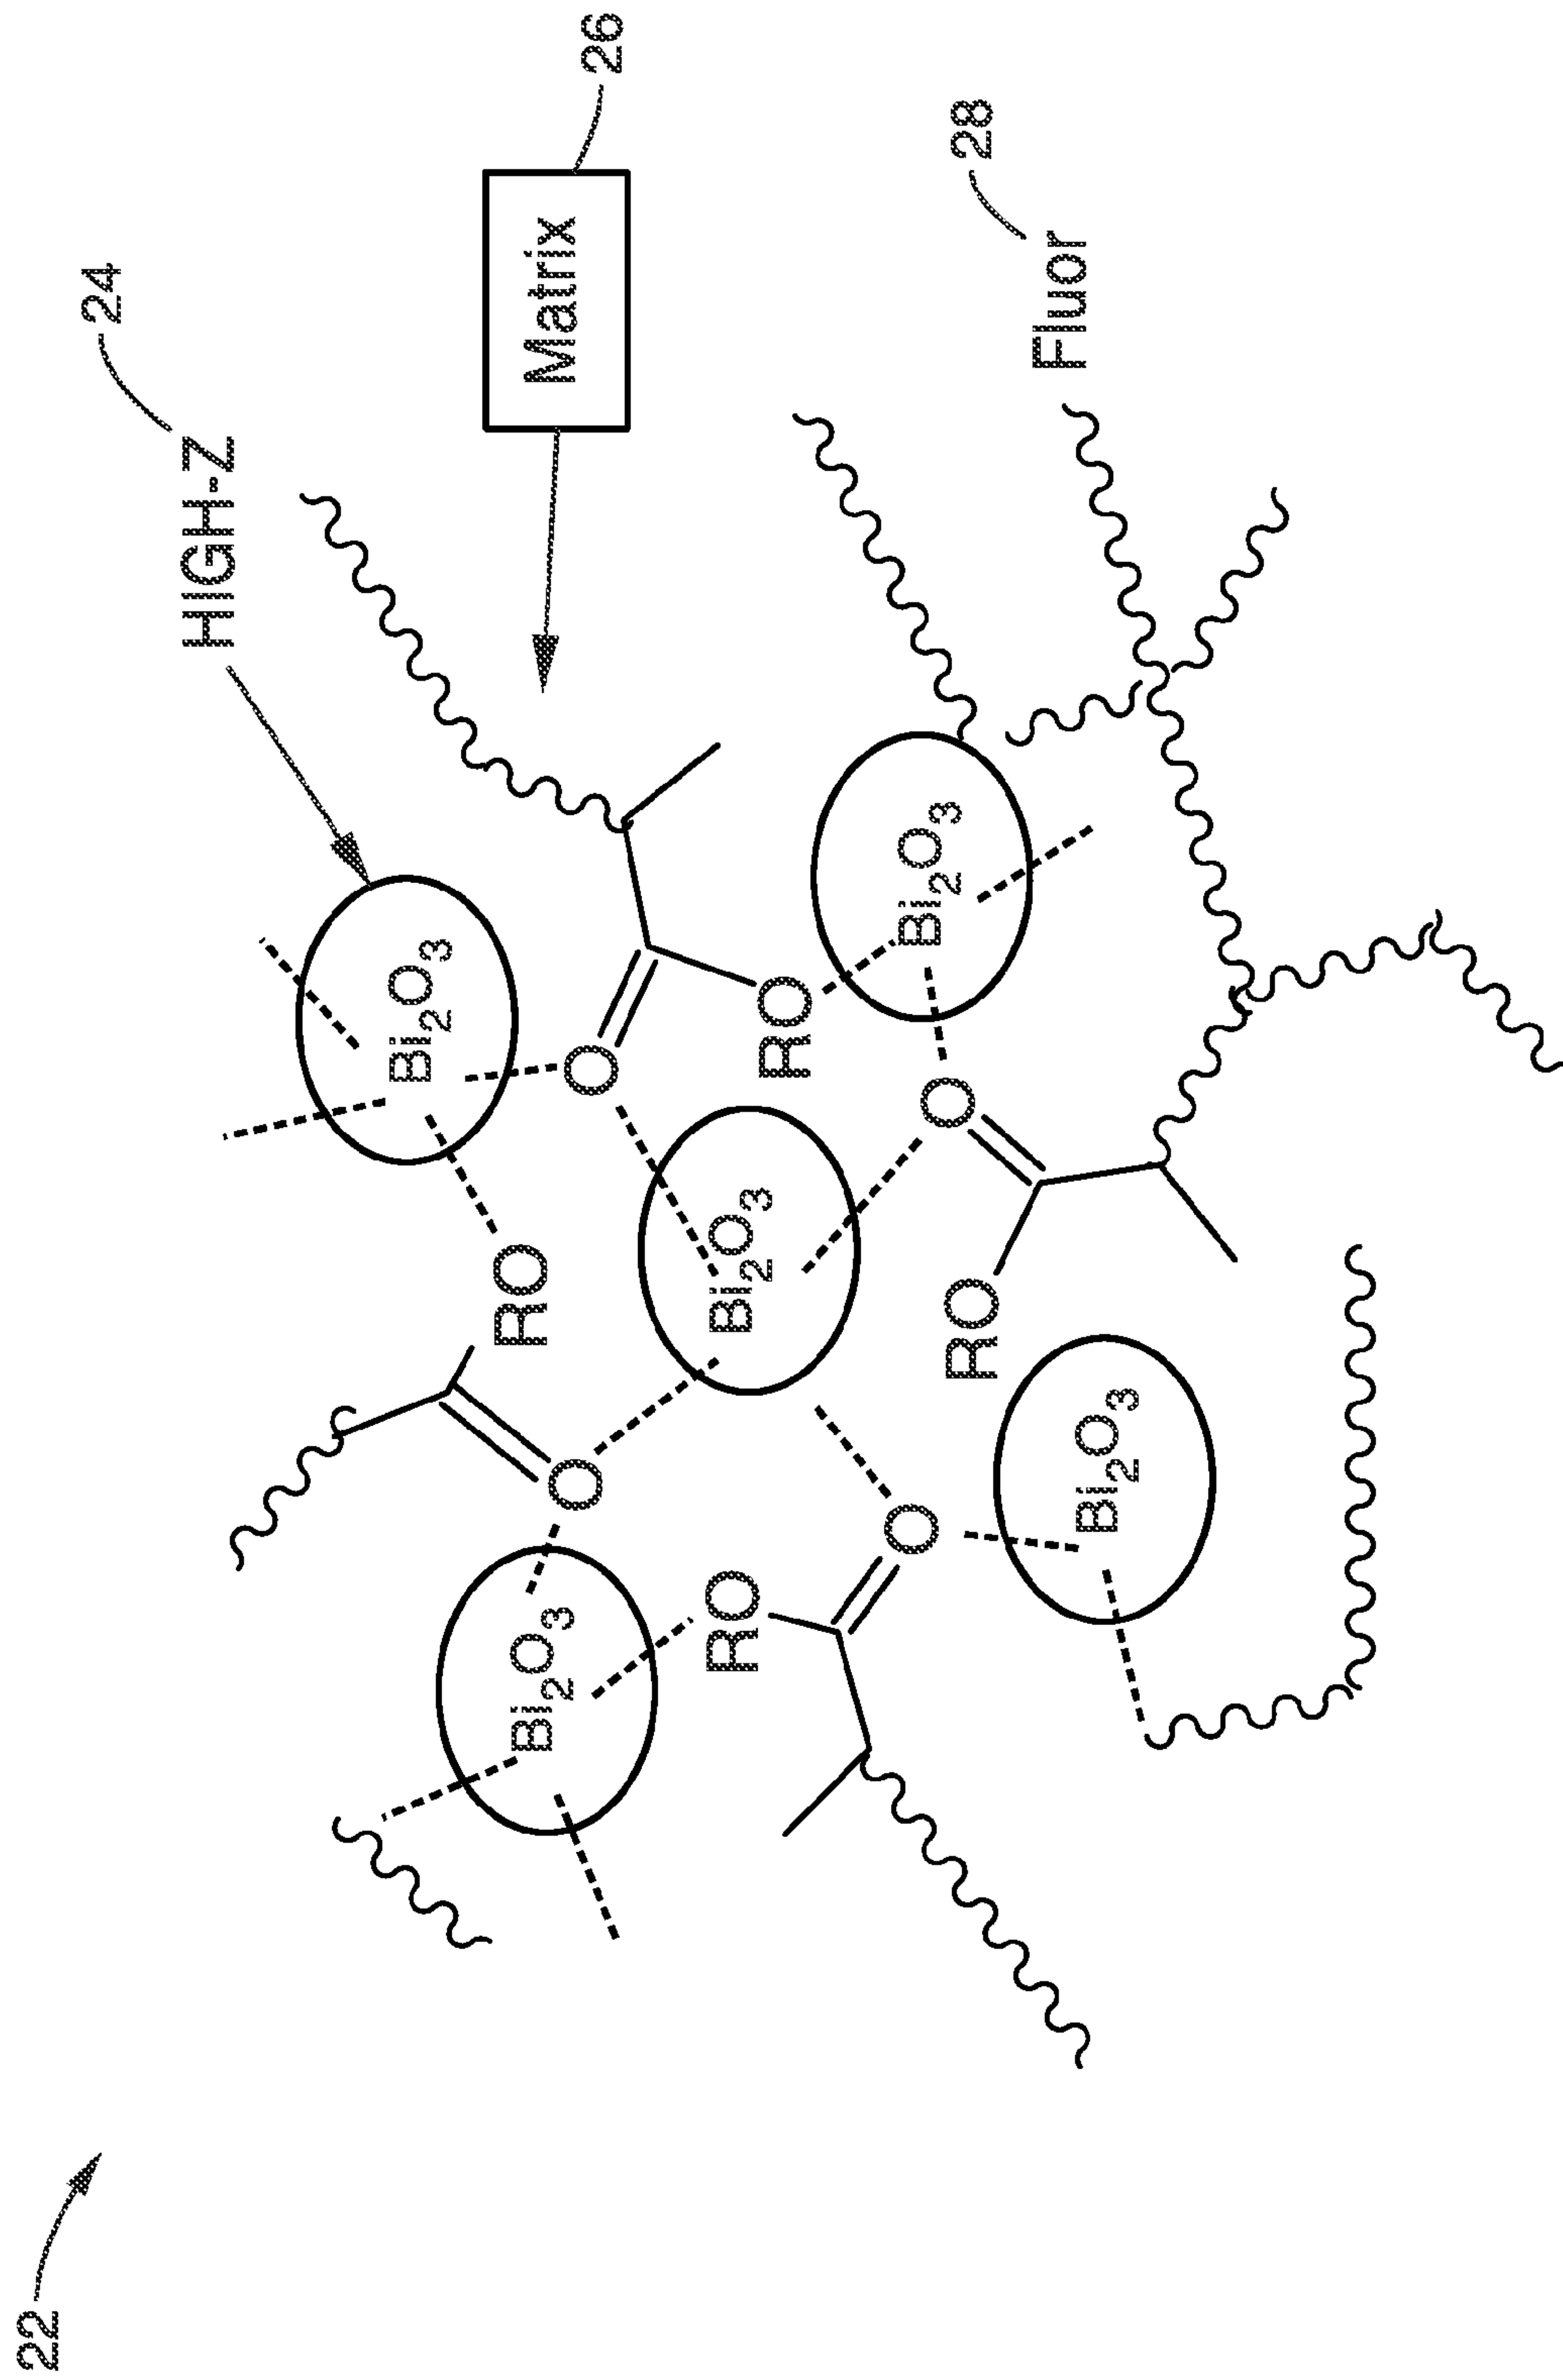 22
24
HIGH-Z
Bi₂O₃
RO
Bi₂O₃
Matrix
O
O
26
RO
Bi₂O₃
RO
O
Bi₂O₃
O
RO
28
Fluor
Bi₂O₃